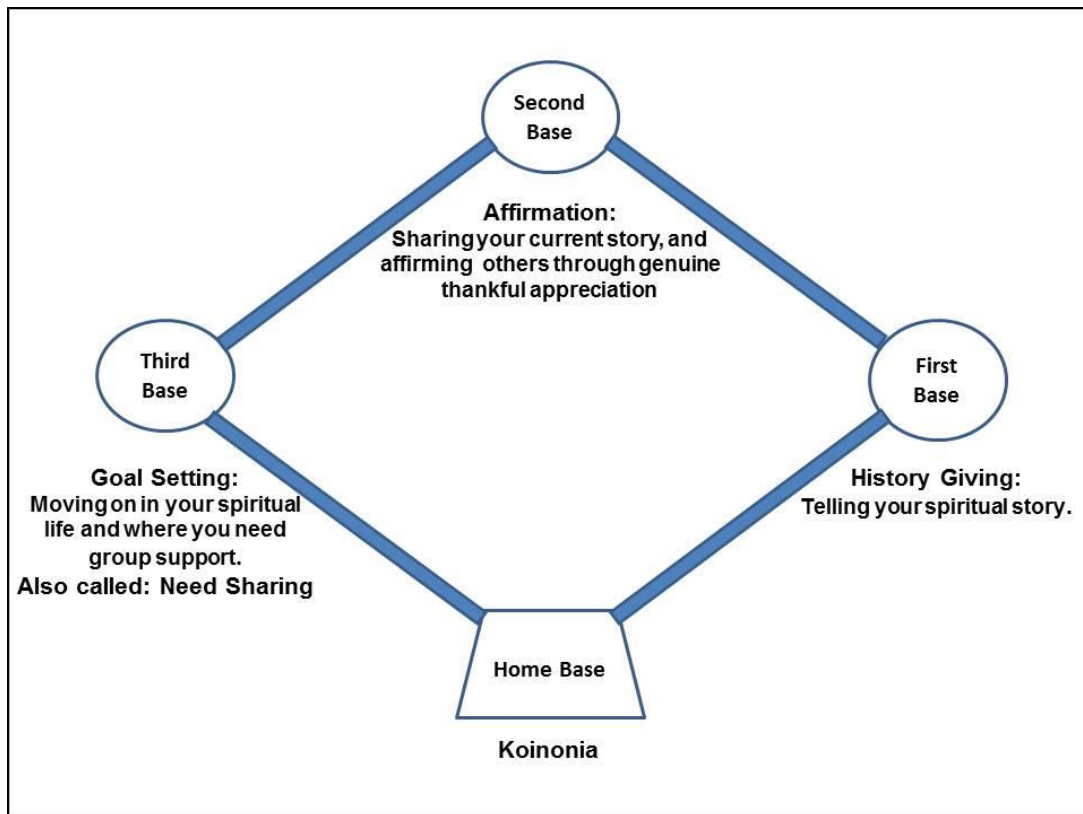 Second
Base
Affirmation:
Sharing your current story, and
affirming others through genuine
thankful appreciation
Third
Base
First
Base
Goal Setting:
Moving on in your spiritual
life and where you need
group support.
Also called: Need Sharing
History Giving:
Telling your spiritual story.
Home Base
Koinonia